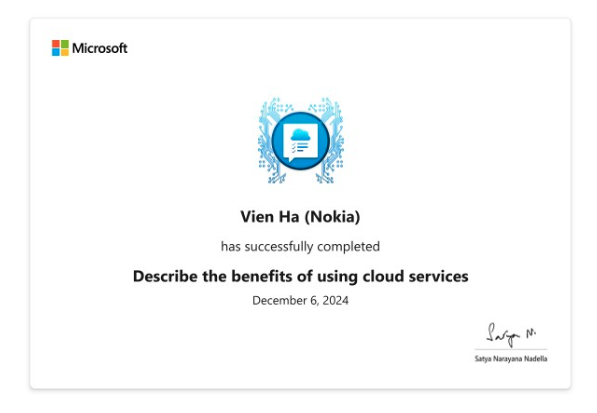 Microsoft
Vien Ha (Nokia)
has successfully completed
Describe the benefits of using cloud services
December 6, 2024
Satya N.
Satya Narayana Nadella